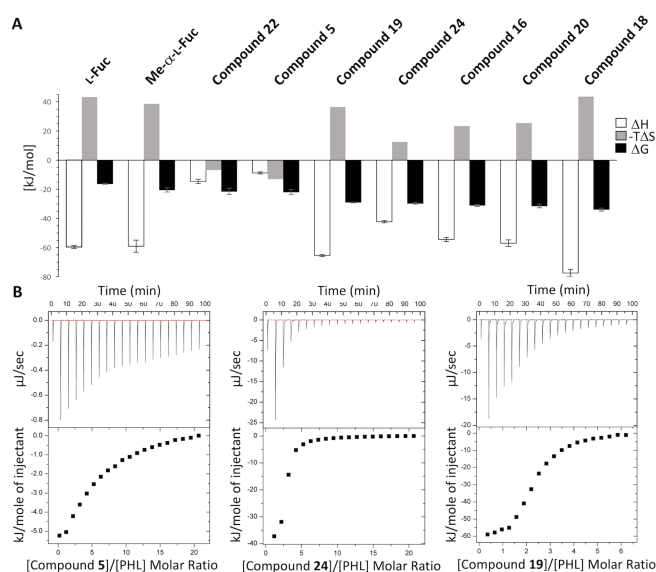 A
L-Fuc
Me-α-L-Fuc
Compound 22
Compound 5
Compound 19
Compound 24
Compound 16
Compound 20
Compound 18
[kJ/mol]
40
20
0
-20
-40
-60
-80
ΔH
-TΔS
ΔG
B
Time (min)
0 10 20 30 40 50 60 70 80 90 100
0.0
-0.2
-0.4
-0.6
-0.8
µJ/sec
0.0
-1.0
-2.0
-3.0
-4.0
-5.0
kJ/mole of injectant
0 5 10 15 20
[Compound 5]/[PHL] Molar Ratio
Time (min)
0 10 20 30 40 50 60 70 80 90 100
0
-5
-10
-15
-20
-25
µJ/sec
0
-10
-20
-30
-40
kJ/mole of injectant
0 5 10 15 20
[Compound 24]/[PHL] Molar Ratio
Time (min)
0 10 20 30 40 50 60 70 80 90 100
0
-5
-10
-15
-20
µJ/sec
0
-10
-20
-30
-40
-50
-60
kJ/mole of injectant
0 1 2 3 4 5 6
[Compound 19]/[PHL] Molar Ratio